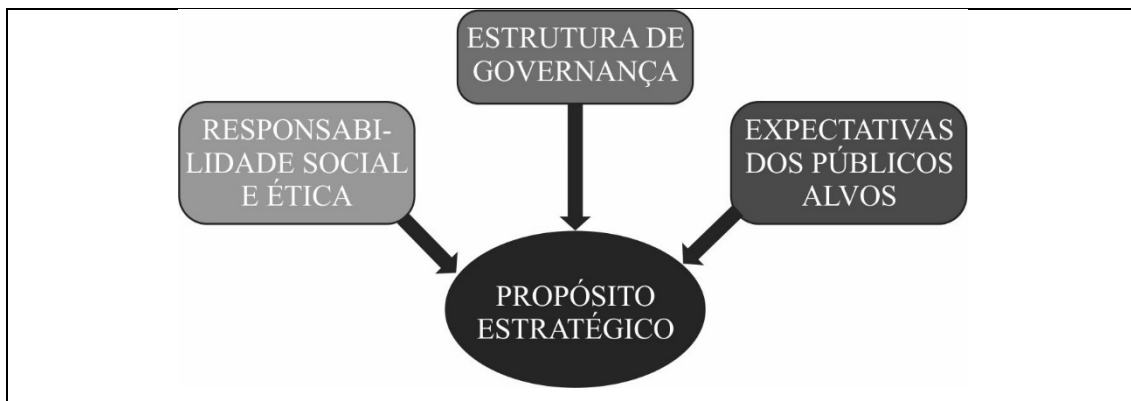 ESTRUTURA DE
GOVERNANÇA
RESPONSABI-
LIDADE SOCIAL
E ÉTICA
EXPECTATIVAS
DOS PÚBLICOS
ALVOS
PROPÓSITO
ESTRATÉGICO